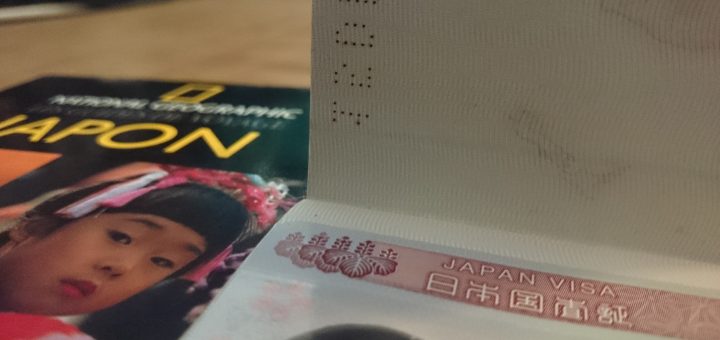 NATIONAL GEOGRAPHIC
JAPON
JAPAN VISA
日本国査証